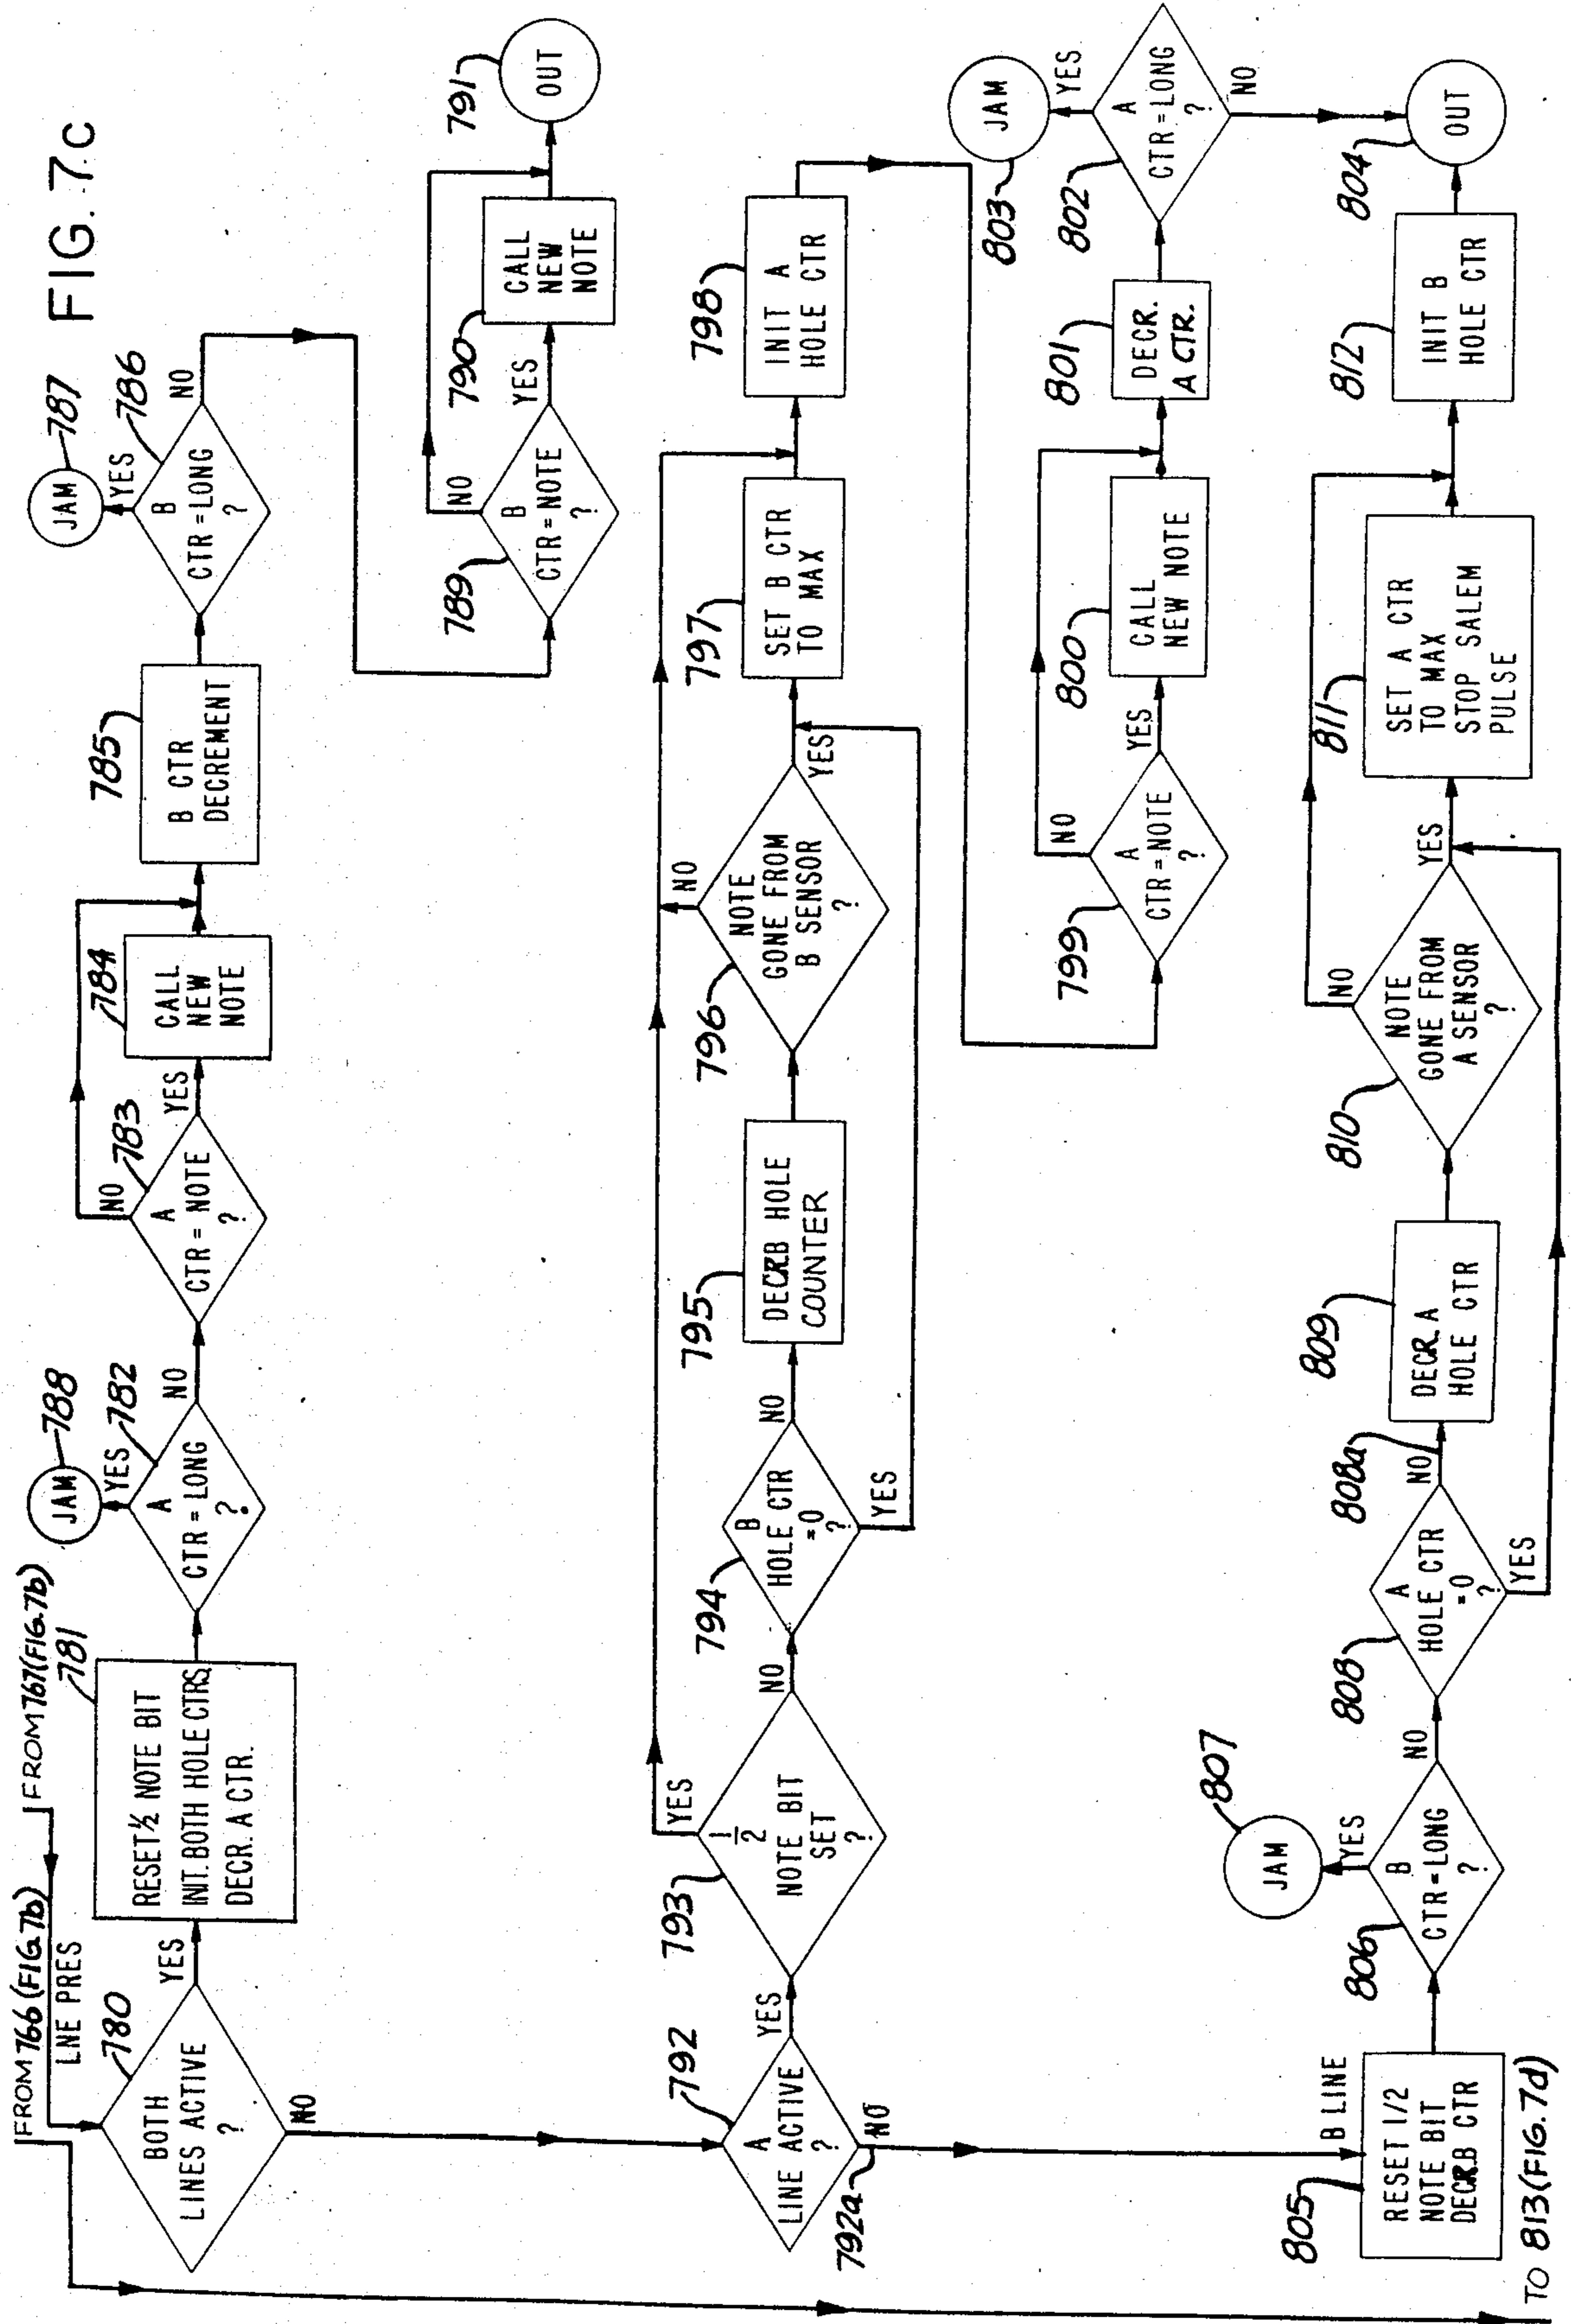 FIG. 7c
FROM 766 (FIG. 7b)
FROM 767 (FIG. 7b)
LNE PRES
780
BOTH
LINES ACTIVE
?
YES
NO
781
RESET ½ NOTE BIT
INIT. BOTH HOLE CTRS
DECR. A CTR.
782
A
CTR = LONG
?
YES
788
JAM
NO
783
A
CTR = NOTE
?
NO
YES
784
CALL
NEW
NOTE
785
B CTR
DECREMENT
786
B
CTR = LONG
?
YES
787
JAM
NO
789
B
CTR = NOTE
?
NO
YES
790
CALL
NEW
NOTE
791
OUT
792
A
LINE ACTIVE
?
YES
NO
792a
793
1/2
NOTE BIT
SET
?
YES
NO
794
B
HOLE CTR
=0
?
NO
YES
795
DECR.B HOLE
COUNTER
796
NOTE
GONE FROM
B SENSOR
?
NO
YES
797
SET B CTR
TO MAX
798
INIT A
HOLE CTR
799
A
CTR = NOTE
?
NO
YES
800
CALL
NEW NOTE
801
DECR.
A CTR.
802
A
CTR = LONG
?
YES
803
JAM
NO
804
OUT
B LINE
805
RESET 1/2
NOTE BIT
DECR.B CTR
806
B
CTR = LONG
?
YES
807
JAM
NO
808
A
HOLE CTR
=0
?
NO
808a
YES
809
DECR. A
HOLE CTR
810
NOTE
GONE FROM
A SENSOR
?
NO
YES
811
SET A CTR
TO MAX
STOP SALEM
PULSE
812
INIT B
HOLE CTR
TO 813 (FIG. 7d)